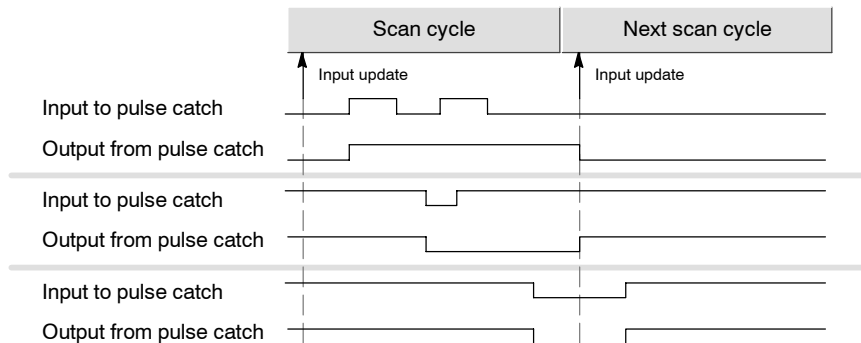 Scan cycle
Next scan cycle
Input update
Input update
Input to pulse catch
Output from pulse catch
Input to pulse catch
Output from pulse catch
Input to pulse catch
Output from pulse catch